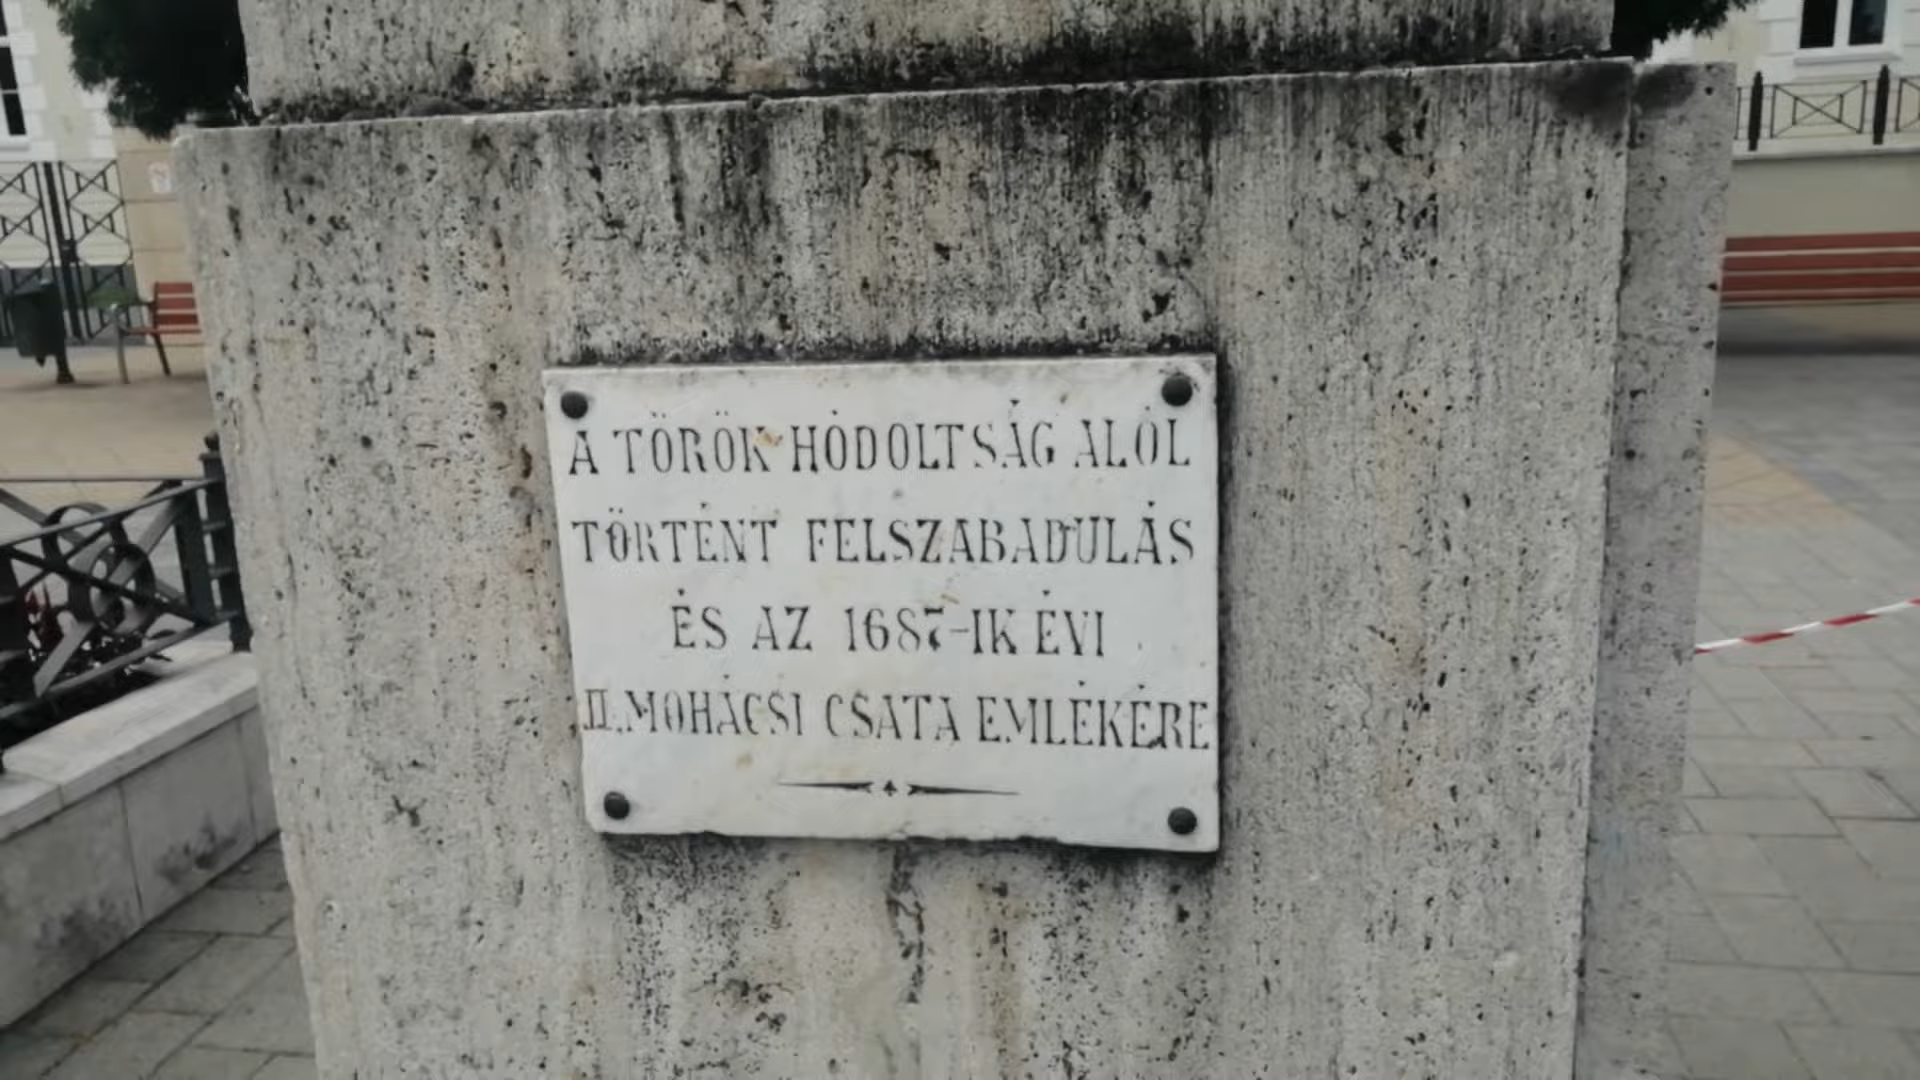 A TÖRÖK HÓDOLTSÁG ALÓL
TÖRTÉNT FELSZABADULÁS
ÉS AZ 1687-IK ÉVI
II. MOHÁCSI CSATA EMLÉKÉRE